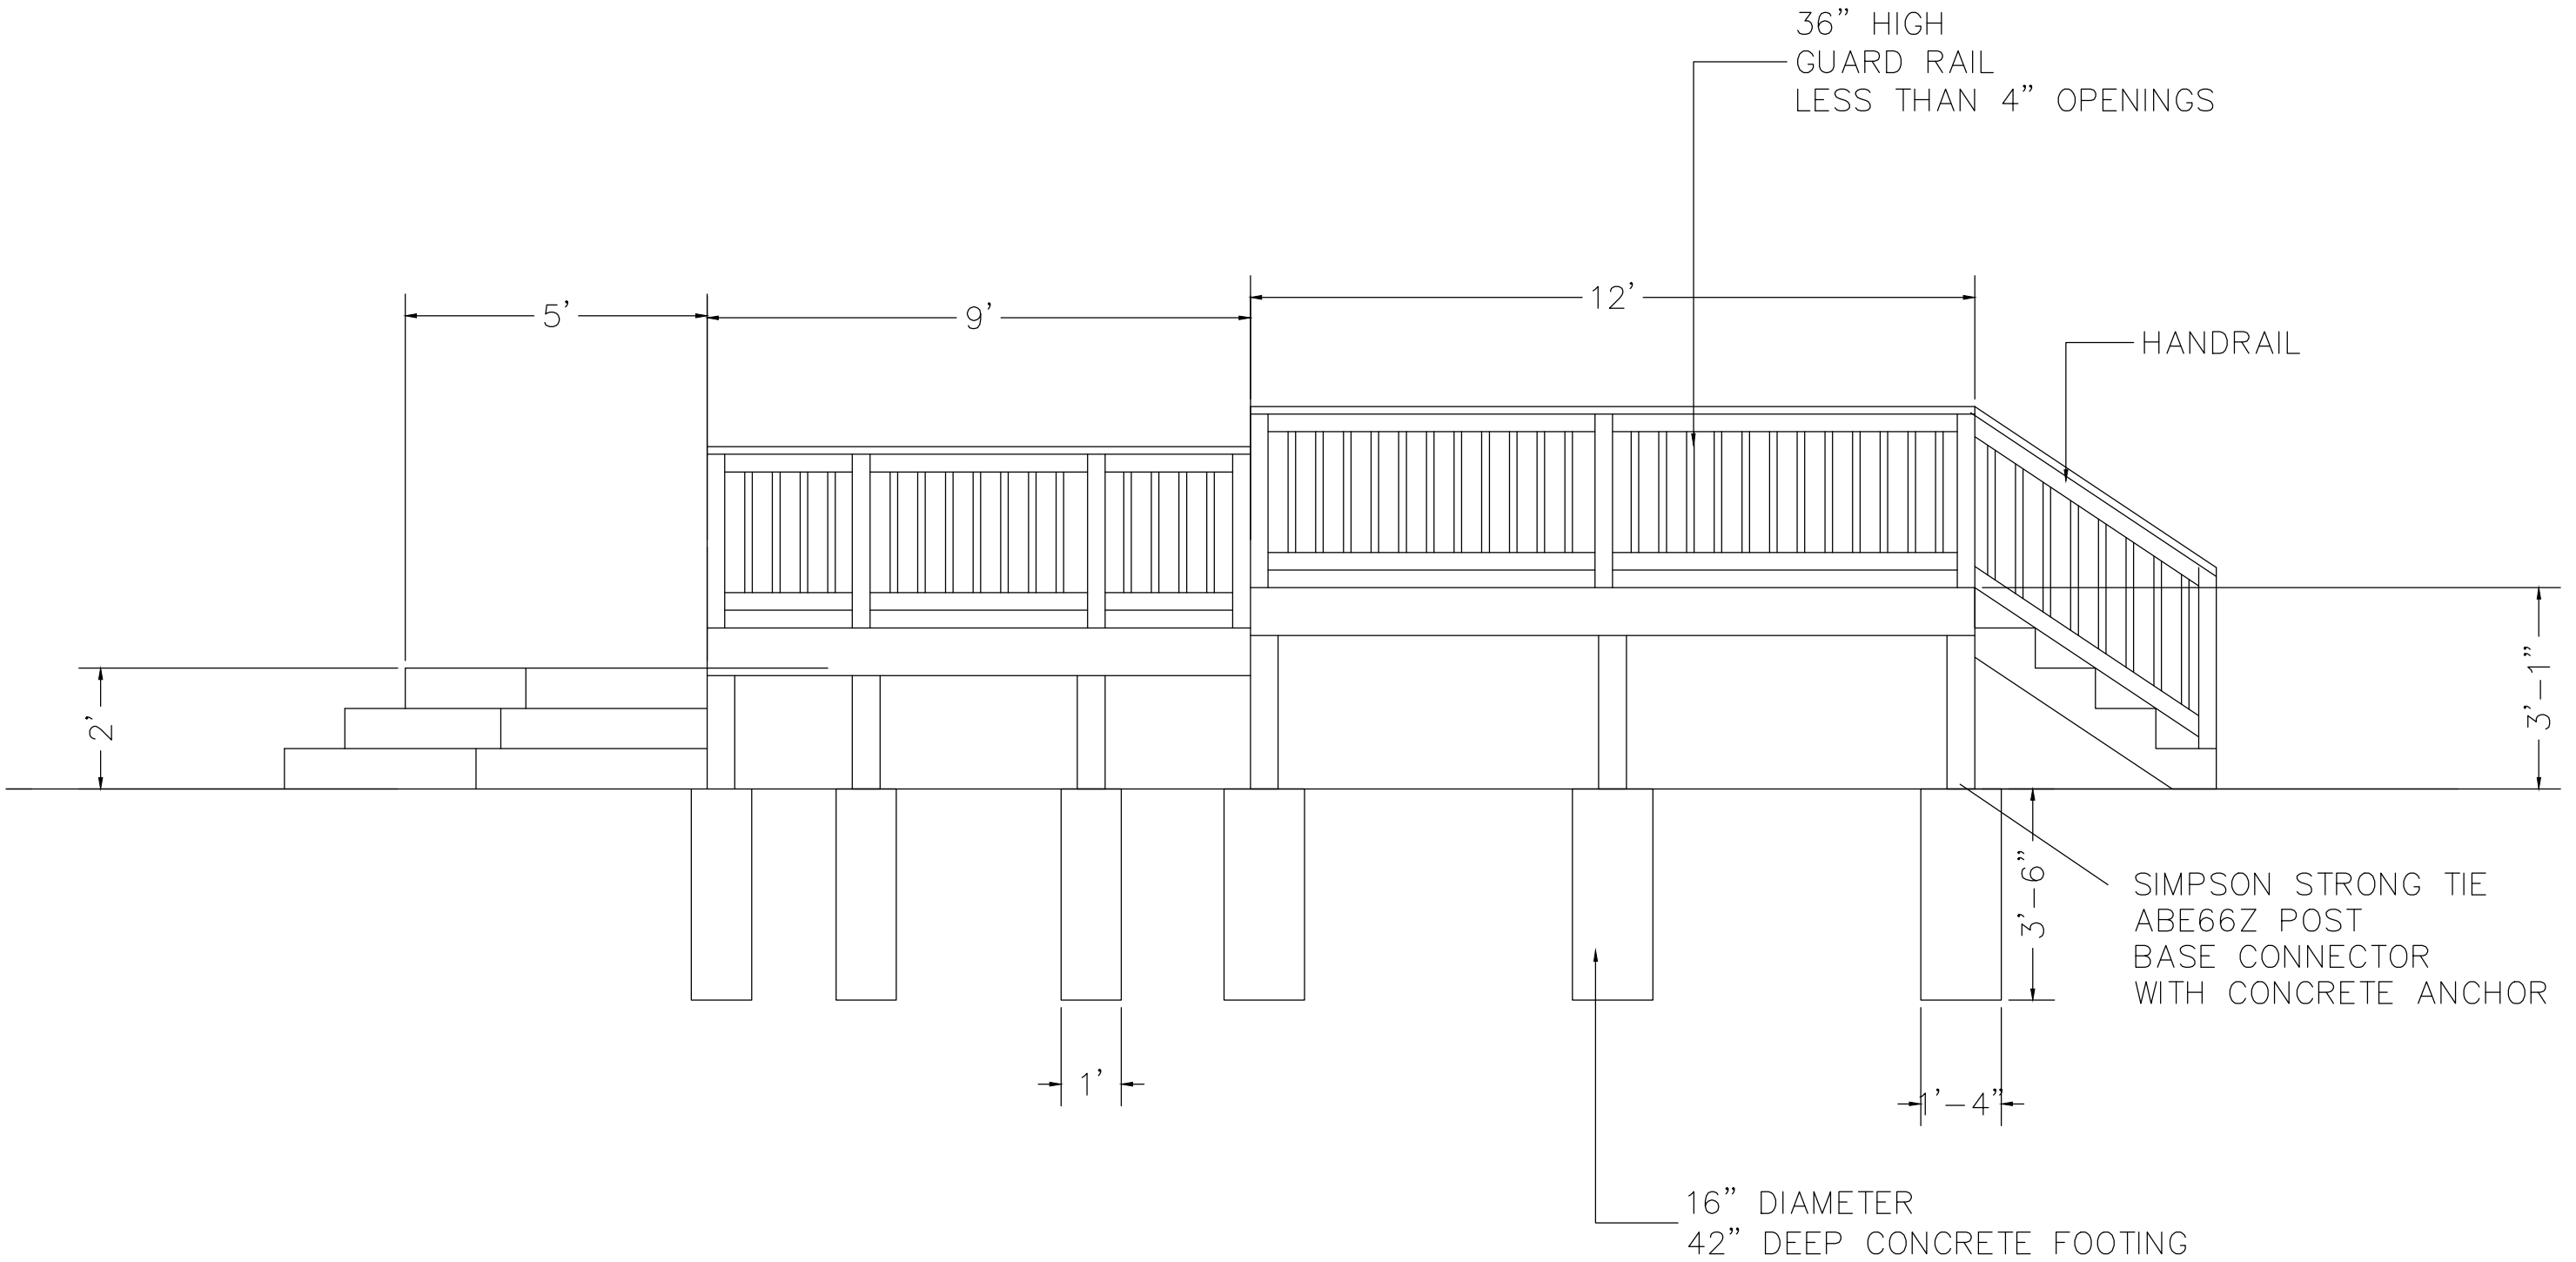 36” HIGH
GUARD RAIL
LESS THAN 4” OPENINGS
12'
5'
9'
HANDRAIL
2'
3'-1”
3'-6”
SIMPSON STRONG TIE
ABE66Z POST
BASE CONNECTOR
WITH CONCRETE ANCHOR
1'
1'-4”
16” DIAMETER
42” DEEP CONCRETE FOOTING